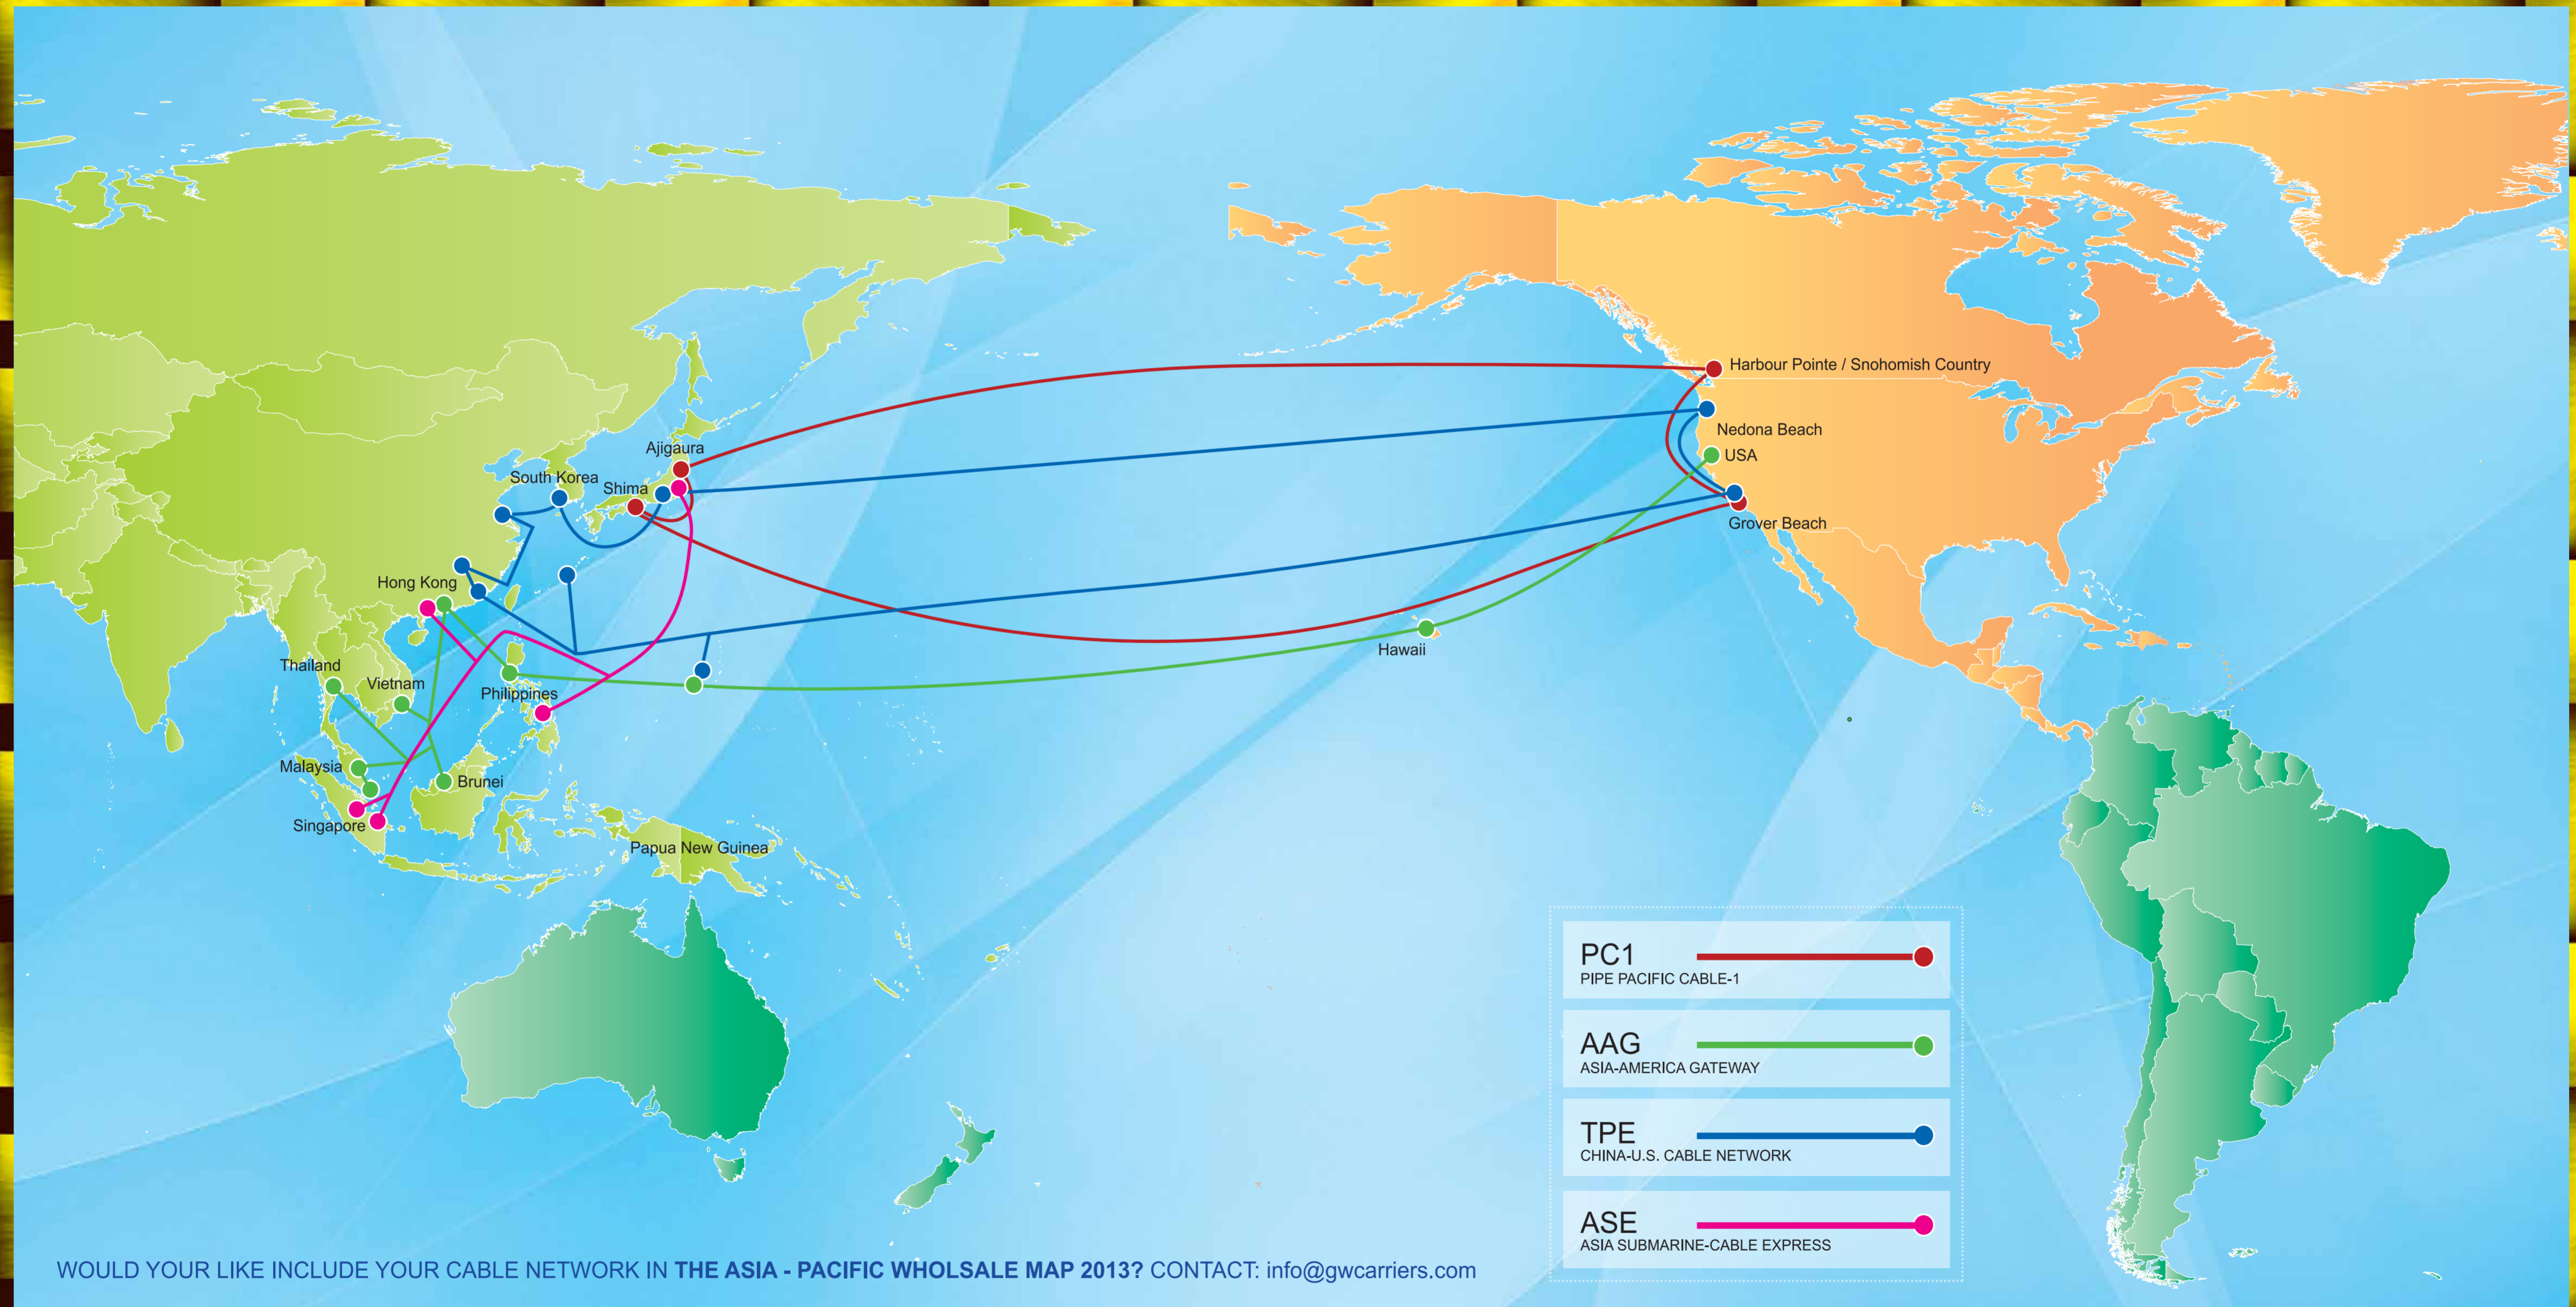 Harbour Pointe / Snohomish Country
Nedona Beach
Ajigaura
USA
South Korea
Shima
Grover Beach
Hong Kong
Hawaii
Thailand
Vietnam
Philippines
Malaysia
Brunei
Singapore
Papua New Guinea
PC1
PIPE PACIFIC CABLE-1
AAG
ASIA-AMERICA GATEWAY
TPE
CHINA-U.S. CABLE NETWORK
ASE
ASIA SUBMARINE-CABLE EXPRESS
WOULD YOUR LIKE INCLUDE YOUR CABLE NETWORK IN THE ASIA - PACIFIC WHOLSALE MAP 2013? CONTACT: info@gwcarriers.com